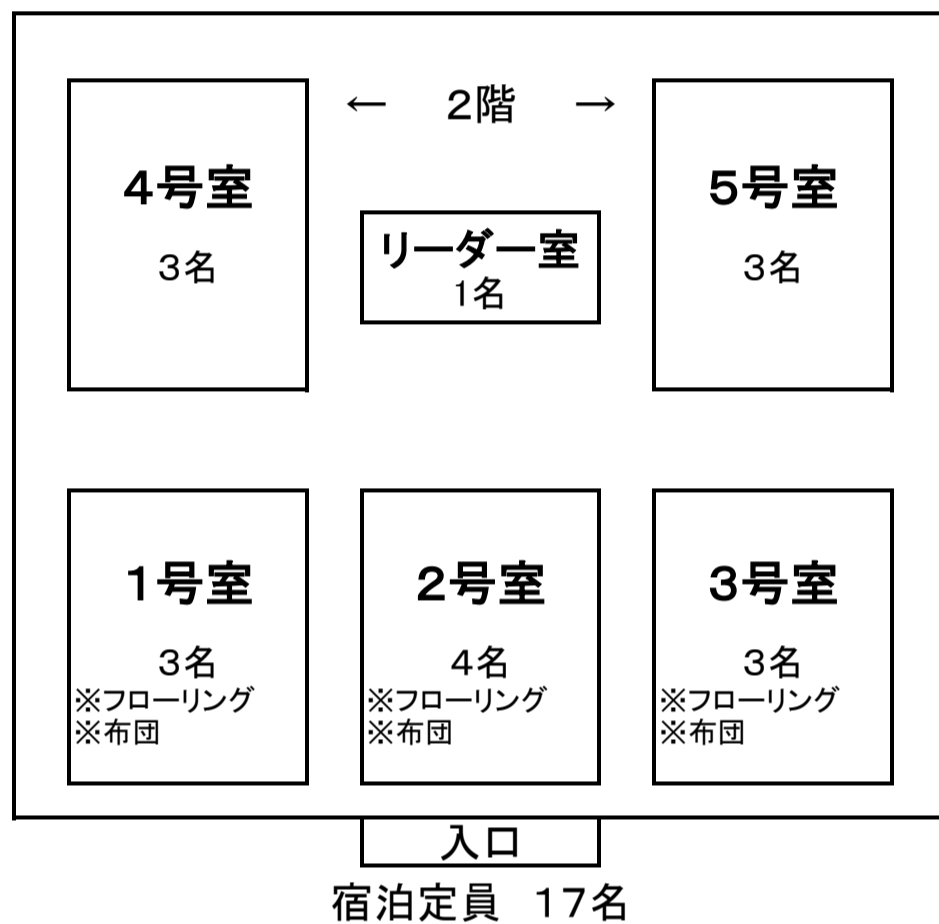 ← 2階 →
4号室
3名
リーダー室
1名
5号室
3名
1号室
3名
※フローリング
※布団
2号室
4名
※フローリング
※布団
3号室
3名
※フローリング
※布団
入口
宿泊定員 17名